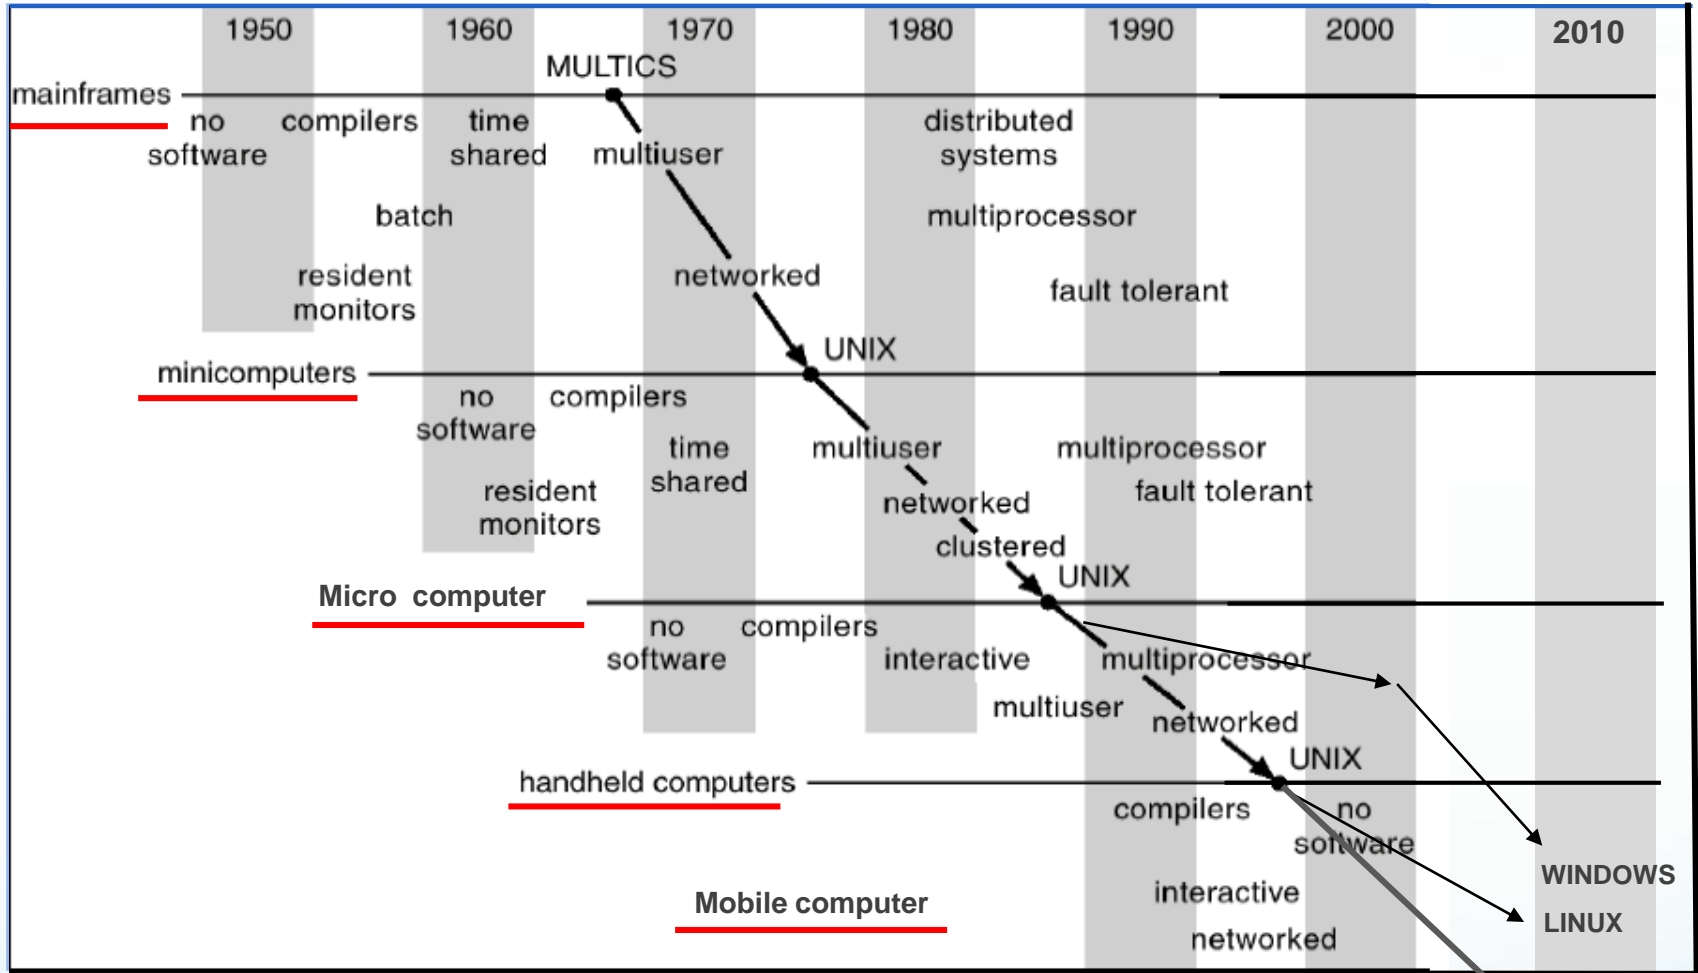 1950 1960 1970 1980 1990 2000 2010
MULTICS
mainframes
no compilers time distributed
software shared multiuser systems
batch multiprocessor
resident networked fault tolerant
monitors
UNIX
minicomputers
no compilers
software
time multiuser multiprocessor
shared
resident networked fault tolerant
monitors
clustered
UNIX
Micro computer
no compilers
software interactive multiprocessor
multiuser networked
UNIX
handheld computers
compilers no
software
WINDOWS
interactive
Mobile computer
LINUX
networked